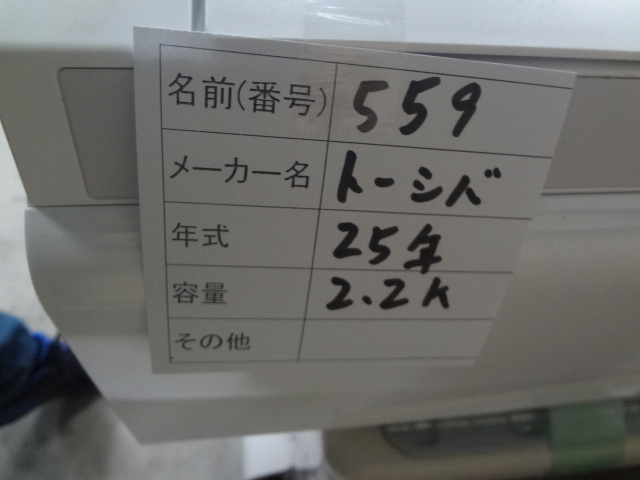 名前(番号) 559
メーカー名 トーシバ
年式 25年
容量 2.2K
その他